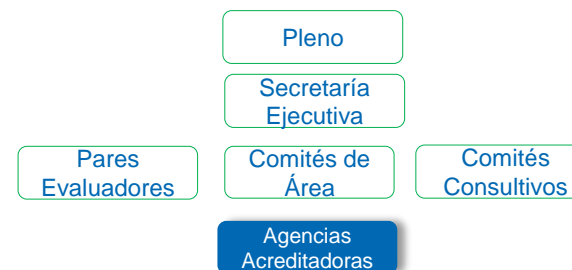 Pleno
Secretaría
Ejecutiva
Pares
Evaluadores
Comités de
Área
Comités
Consultivos
Agencias
Acreditadoras